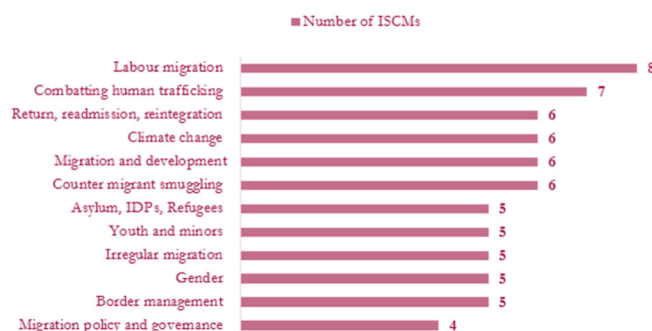 Number of ISCMs
Labour migration 8
Combatting human trafficking 7
Return, readmission, reintegration 6
Climate change 6
Migration and development 6
Counter migrant smuggling 6
Asylum, IDPs, Refugees 5
Youth and minors 5
Irregular migration 5
Gender 5
Border management 5
Migration policy and governance 4